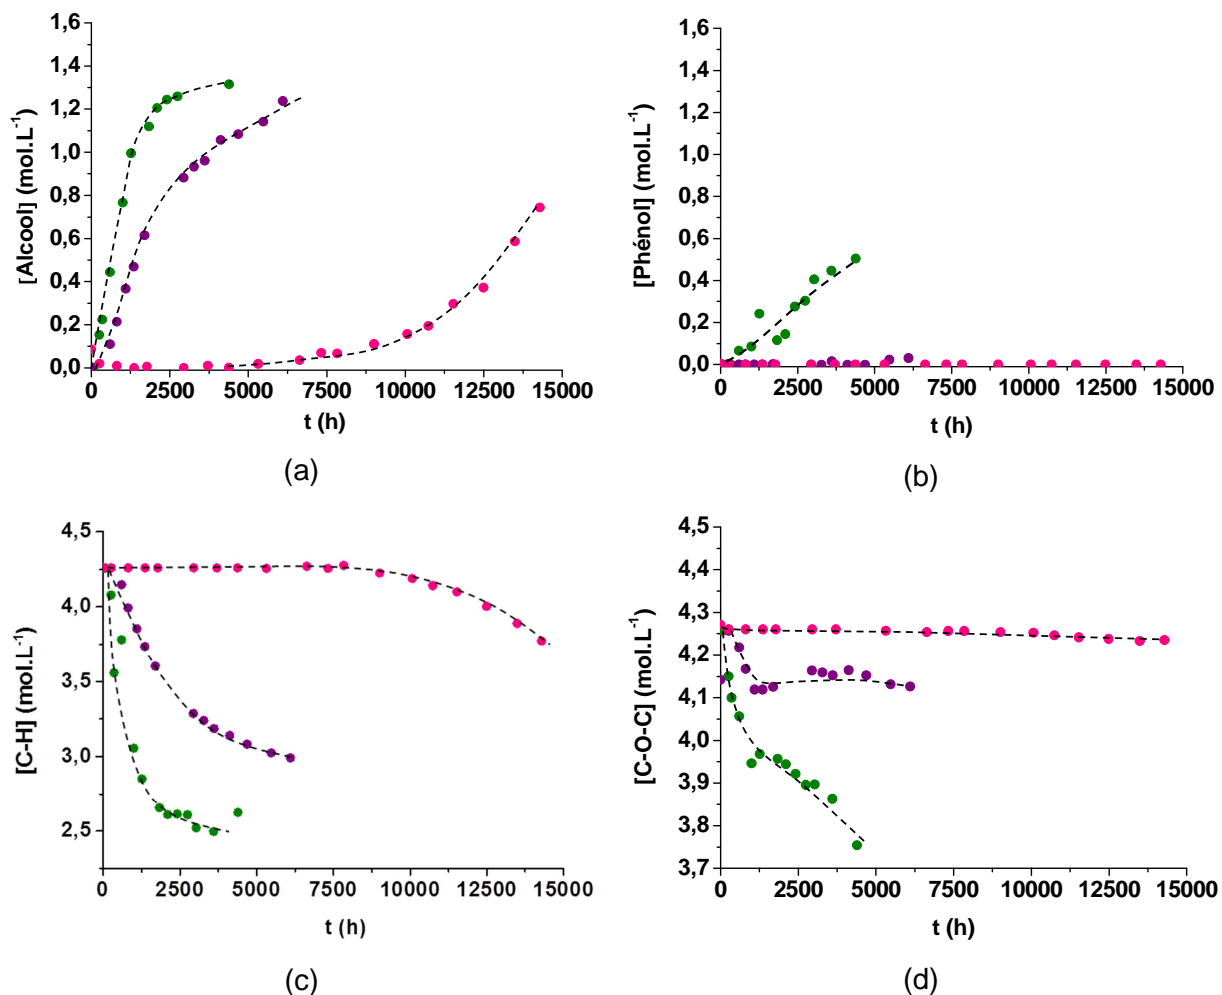 [Alcool] (mol.L-1)
1,6
1,4
1,2
1,0
0,8
0,6
0,4
0,2
0,0
0 2500 5000 7500 10000 12500 15000
t (h)
(a)
[Phénol] (mol.L-1)
1,6
1,4
1,2
1,0
0,8
0,6
0,4
0,2
0,0
0 2500 5000 7500 10000 12500 15000
t (h)
(b)
[C-H] (mol.L-1)
4,5
4,0
3,5
3,0
2,5
0 2500 5000 7500 10000 12500 15000
t (h)
(c)
[C-O-C] (mol.L-1)
4,5
4,4
4,3
4,2
4,1
4,0
3,9
3,8
3,7
0 2500 5000 7500 10000 12500 15000
t (h)
(d)